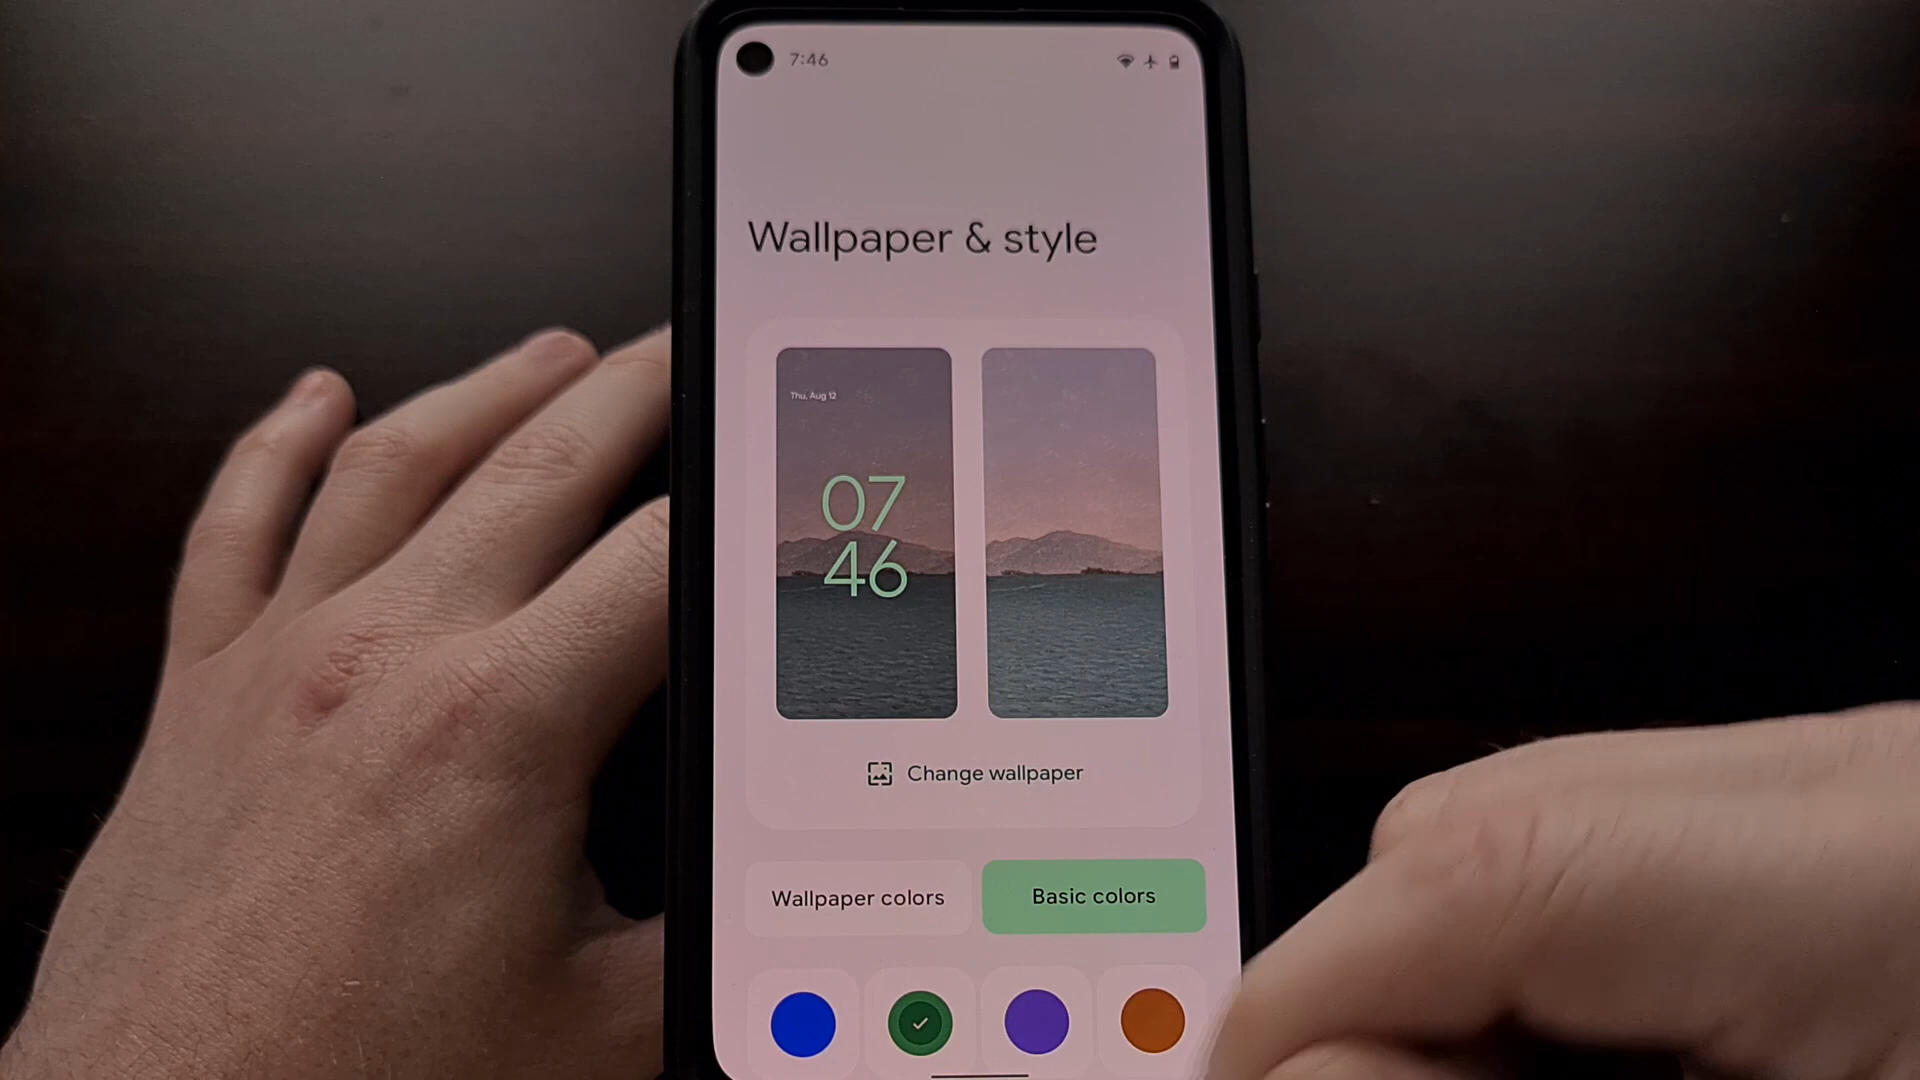 7:46
Wallpaper & style
Thu, Aug 12
07
46
Change wallpaper
Wallpaper colors
Basic colors